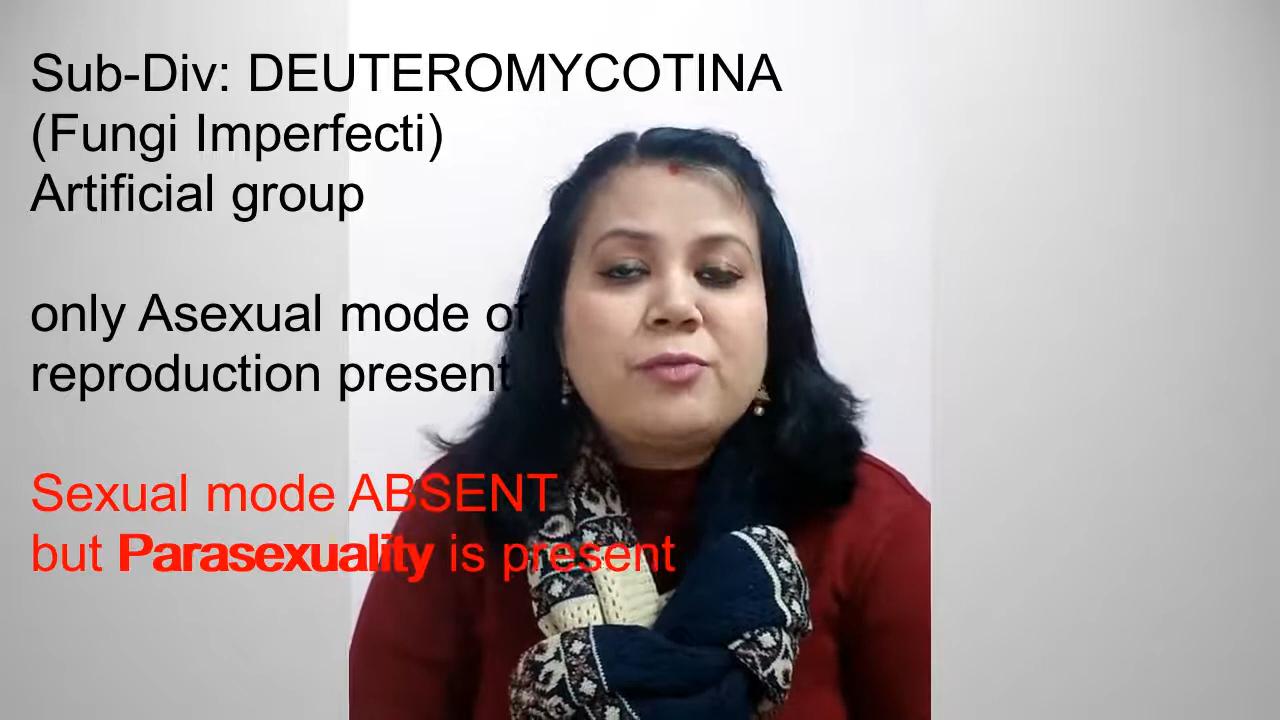 Sub-Div: DEUTEROMYCOTINA
(Fungi Imperfecti)
Artificial group
only Asexual mode of
reproduction present
Sexual mode ABSENT
but Parasexuality is present